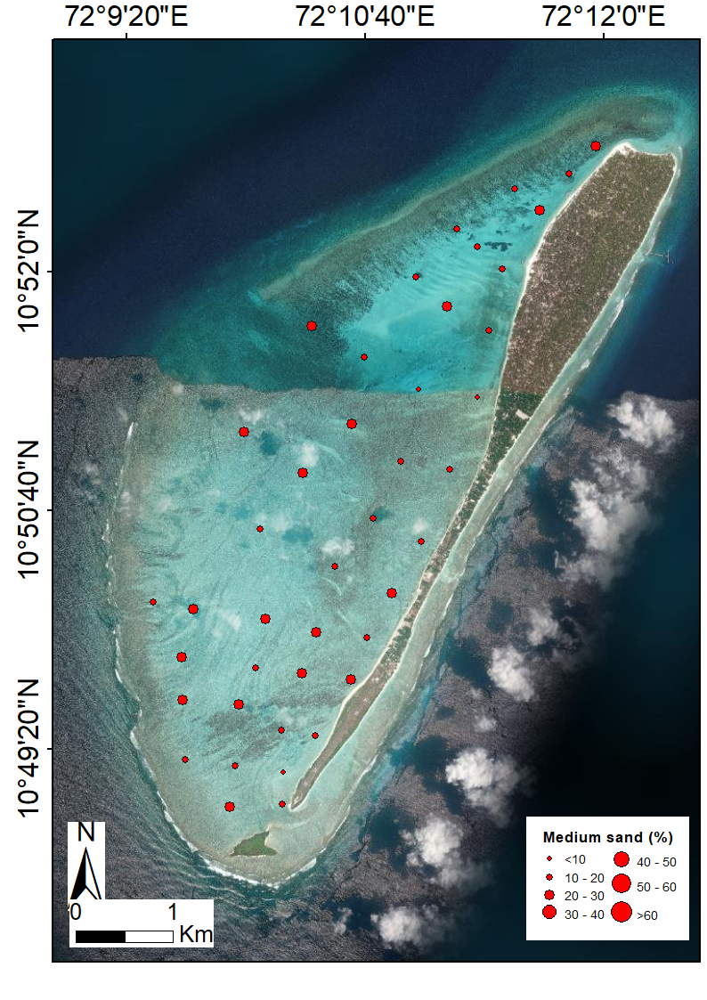 72°9'20"E 72°10'40"E 72°12'0"E
10°52'0"N
10°50'40"N
10°49'20"N
N
0 1
Km
Medium sand (%)
<10 40 - 50
10 - 20
20 - 30 50 - 60
30 - 40 >60